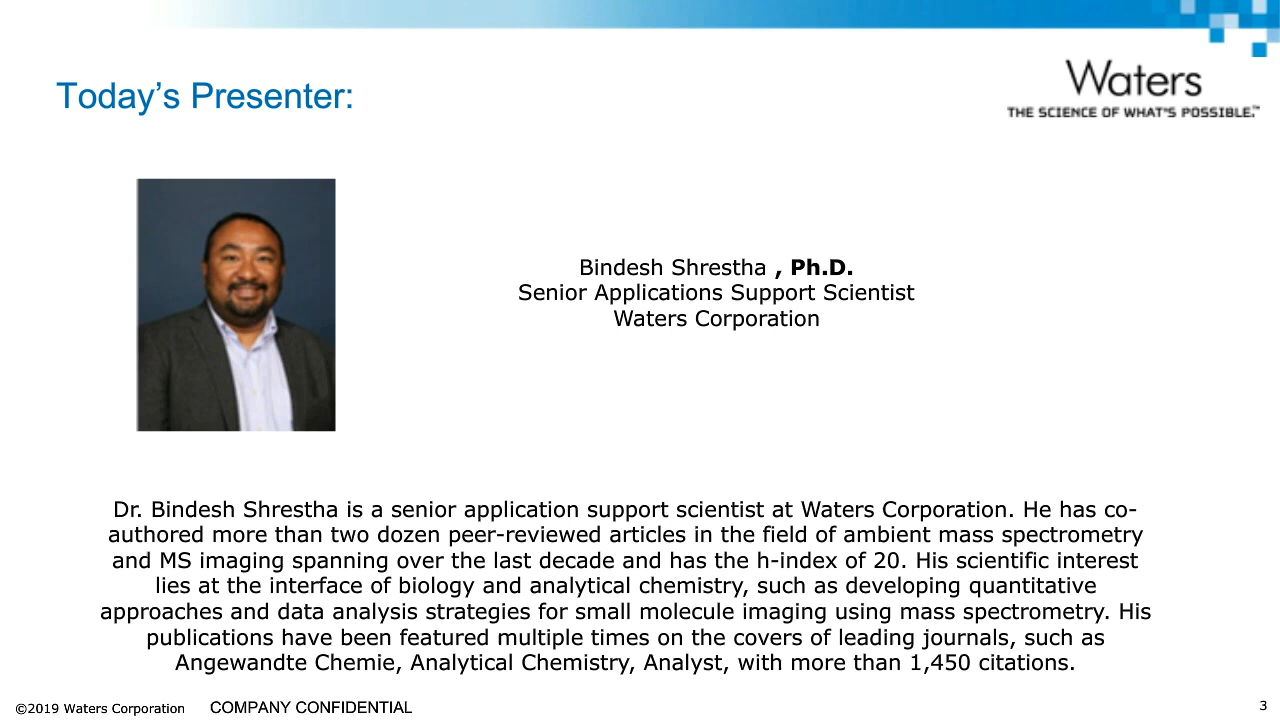 Today's Presenter:
Waters
THE SCIENCE OF WHAT'S POSSIBLE.™
Bindesh Shrestha , Ph.D.
Senior Applications Support Scientist
Waters Corporation
Dr. Bindesh Shrestha is a senior application support scientist at Waters Corporation. He has co-
authored more than two dozen peer-reviewed articles in the field of ambient mass spectrometry
and MS imaging spanning over the last decade and has the h-index of 20. His scientific interest
lies at the interface of biology and analytical chemistry, such as developing quantitative
approaches and data analysis strategies for small molecule imaging using mass spectrometry. His
publications have been featured multiple times on the covers of leading journals, such as
Angewandte Chemie, Analytical Chemistry, Analyst, with more than 1,450 citations.
©2019 Waters Corporation COMPANY CONFIDENTIAL 3